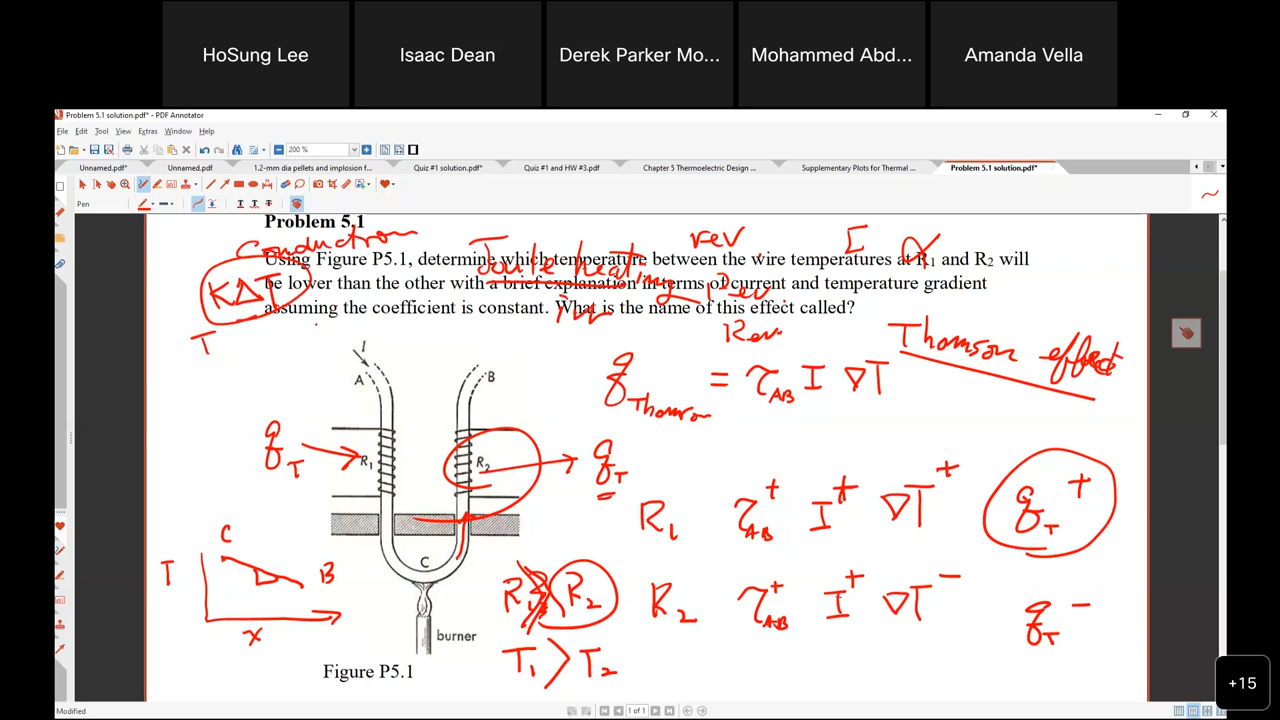 HoSung Lee
Isaac Dean
Derek Parker Mo...
Mohammed Abd...
Amanda Vella
Problem 5.1 solution.pdf* - PDF Annotator
File Edit Tool View Extras Window Help
200 %
Unnamed.pdf*
Unnamed.pdf
1.2-mm dia pellets and implosion f...
Quiz #1 solution.pdf*
Quiz #1 and HW #3.pdf
Chapter 5 Thermoelectric Design ...
Supplementary Plots for Thermal ...
Problem 5.1 solution.pdf*
Pen
Problem 5.1
Conduction
Joule heating
rev
Σ α
Using Figure P5.1, determine which temperature between the wire temperatures at R₁ and R₂ will
be lower than the other with a brief explanation in terms of current and temperature gradient
assuming the coefficient is constant. What is the name of this effect called?
KΔT
T
Rev
Thomson effect
q Thomson = τAB I ∇T
I
A
B
qT
R₁
R₂
qT
R₁ τAB+ I+ ∇T+ qT+
C
T
C
B
x
R₂
R₂ τAB+ I+ ∇T− qT−
burner
T₁ > T₂
Figure P5.1
+15
Modified
1 of 1